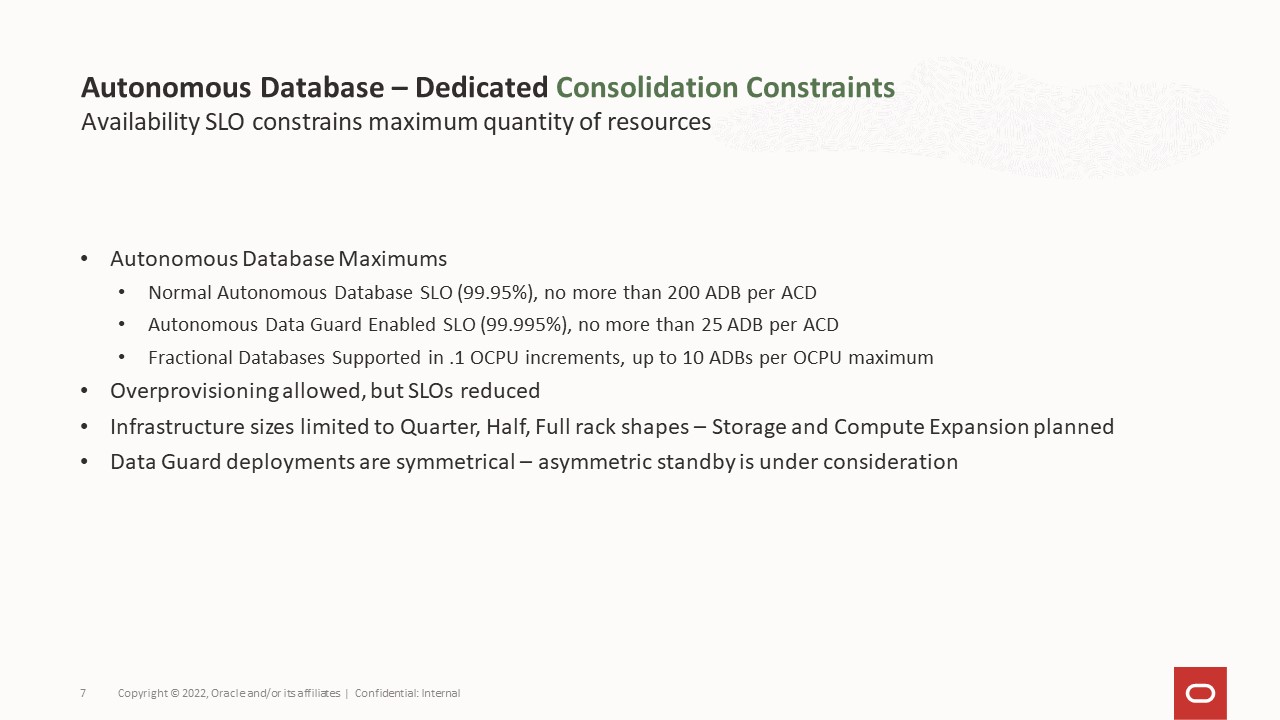 Autonomous Database – Dedicated Consolidation Constraints
Availability SLO constrains maximum quantity of resources
• Autonomous Database Maximums
• Normal Autonomous Database SLO (99.95%), no more than 200 ADB per ACD
• Autonomous Data Guard Enabled SLO (99.995%), no more than 25 ADB per ACD
• Fractional Databases Supported in .1 OCPU increments, up to 10 ADBs per OCPU maximum
• Overprovisioning allowed, but SLOs reduced
• Infrastructure sizes limited to Quarter, Half, Full rack shapes – Storage and Compute Expansion planned
• Data Guard deployments are symmetrical – asymmetric standby is under consideration
7 Copyright © 2022, Oracle and/or its affiliates | Confidential: Internal